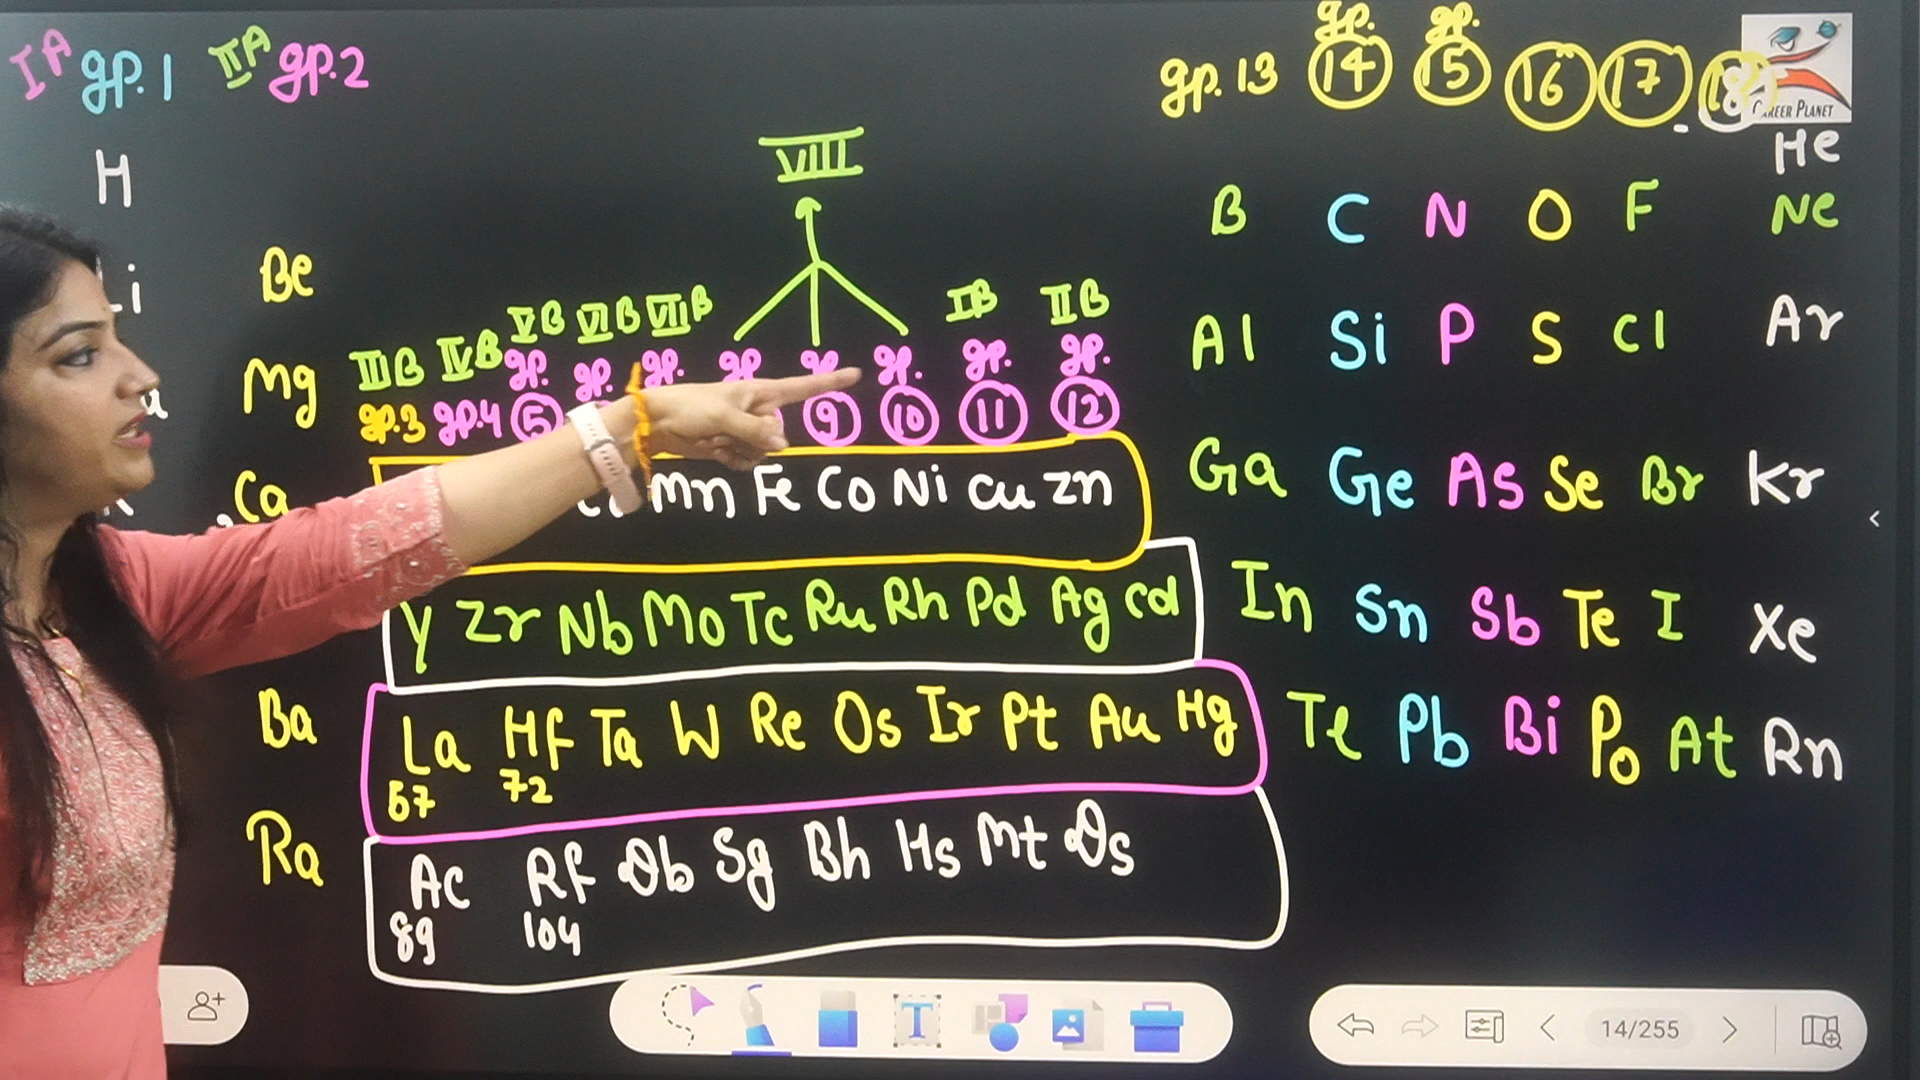 IA gp.1 IIA gp.2 gp.13 gp. 14 gp. 15 16 17 18
CAREER PLANET
H VIII He
B C N O F Ne
Li Be
VB VIB VIIB IB IIB
IIIB IVB
Al Si P S Cl Ar
Mg gp.3 gp.4 gp. 5 gp. gp. gp. 9 gp. 10 gp. 11 gp. 12
Ca Mn Fe Co Ni Cu Zn Ga Ge As Se Br Kr
Y Zr Nb Mo Tc Ru Rh Pd Ag Cd In Sn Sb Te I Xe
Ba La Hf Ta W Re Os Ir Pt Au Hg Tl Pb Bi Po At Rn
57 72
Ra Ac Rf Db Sg Bh Hs Mt Ds
89 104
T 14/255